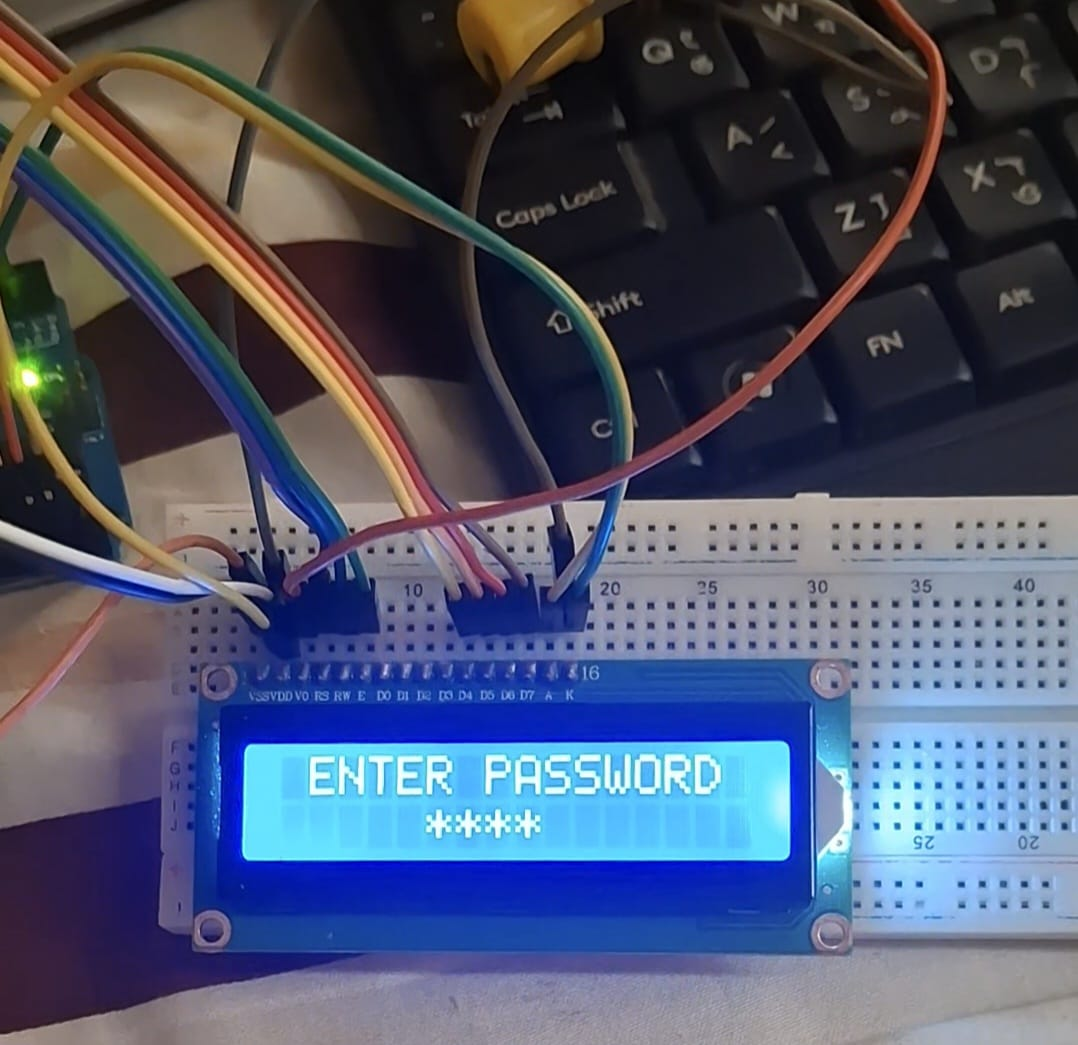 W
Q
D
Tab
A
S
X
Caps Lock
Z
Shift
Alt
FN
10 20 25 30 35 40
16
VSS VDD V0 RS RW E D0 D1 D2 D3 D4 D5 D6 D7 A K
ENTER PASSWORD
****
F
G
H
I
J
25 20